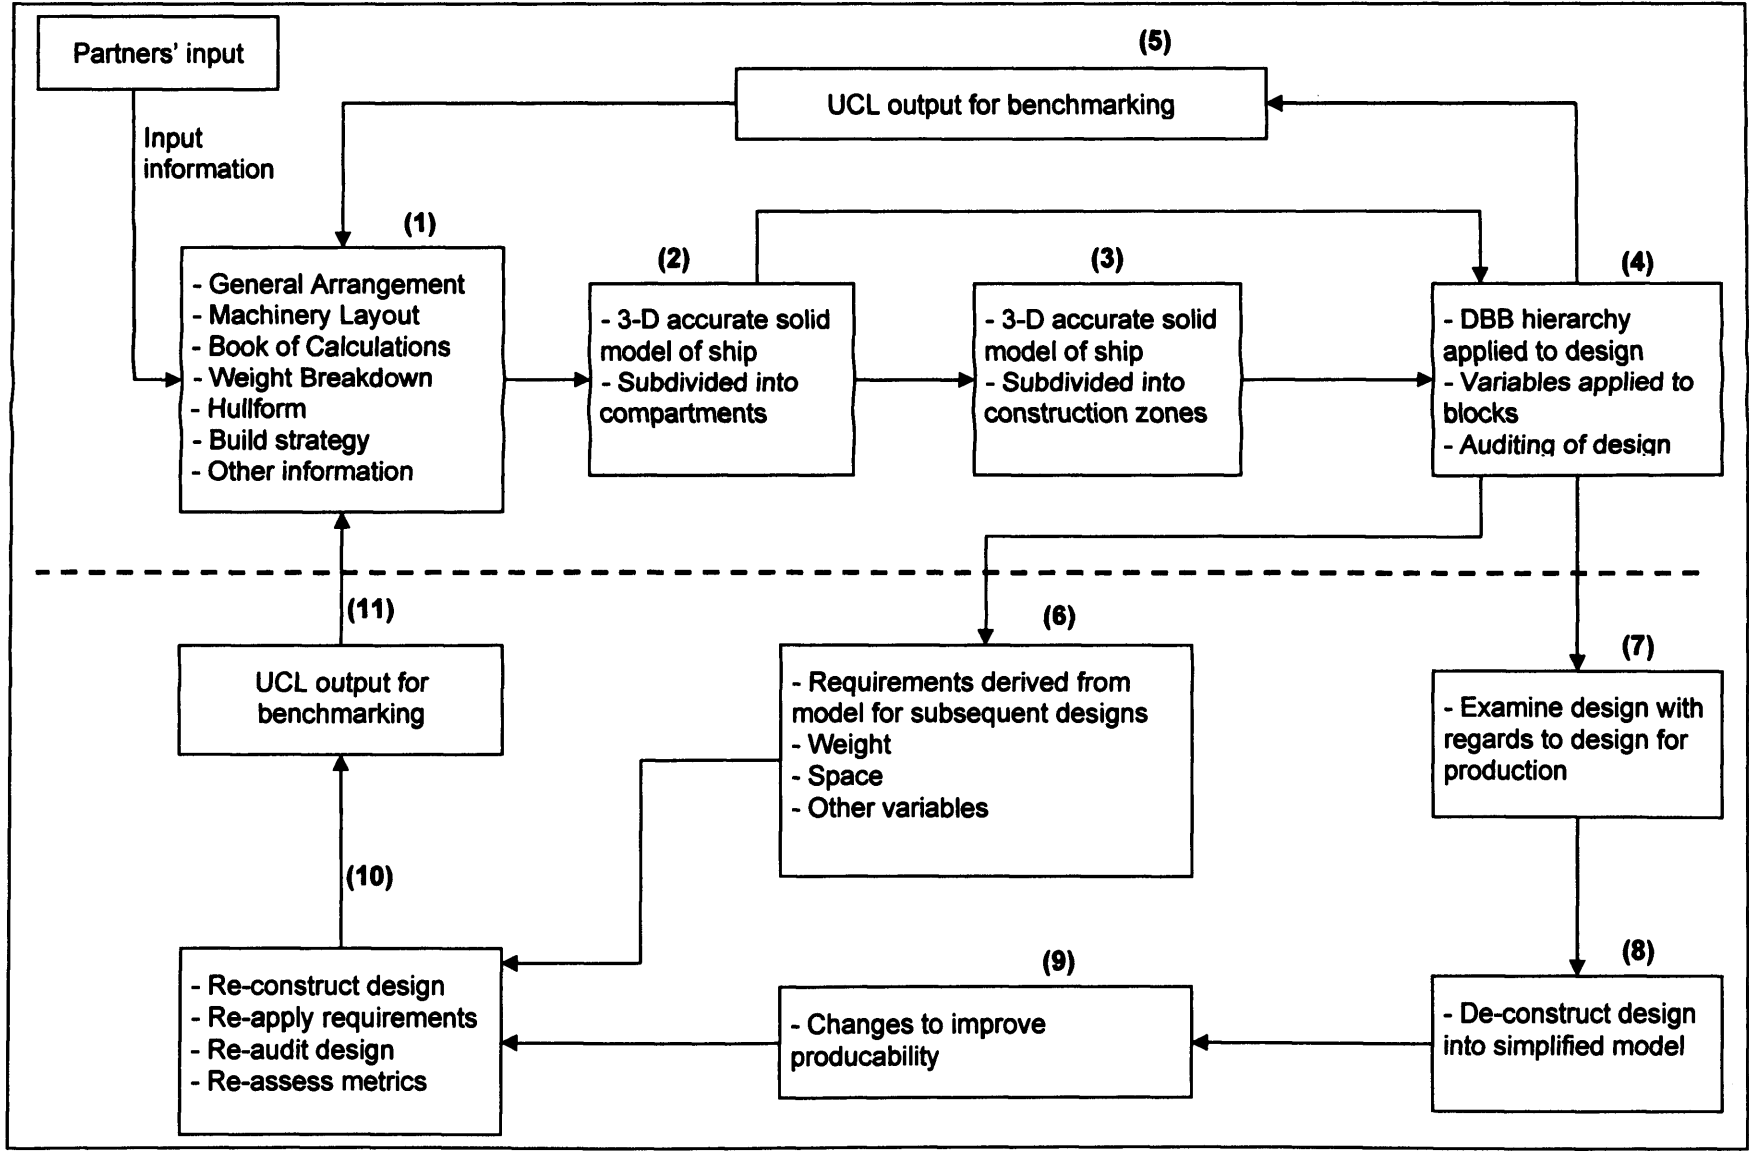 Partners' input
(5)
UCL output for benchmarking
Input
information
(1)
- General Arrangement
- Machinery Layout
- Book of Calculations
- Weight Breakdown
- Hullform
- Build strategy
- Other information
(2)
- 3-D accurate solid
model of ship
- Subdivided into
compartments
(3)
- 3-D accurate solid
model of ship
- Subdivided into
construction zones
(4)
- DBB hierarchy
applied to design
- Variables applied to
blocks
- Auditing of design
(11)
UCL output for
benchmarking
(6)
- Requirements derived from
model for subsequent designs
- Weight
- Space
- Other variables
(7)
- Examine design with
regards to design for
production
(10)
- Re-construct design
- Re-apply requirements
- Re-audit design
- Re-assess metrics
(9)
- Changes to improve
producability
(8)
- De-construct design
into simplified model